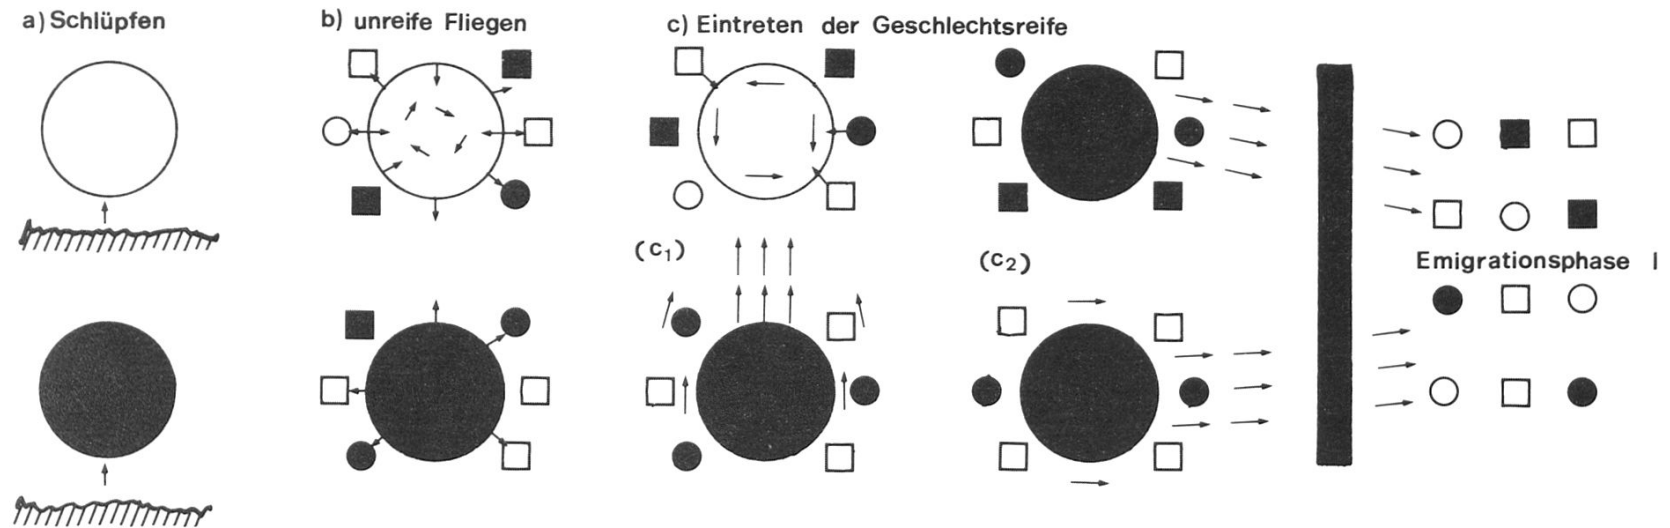 a) Schlüpfen
b) unreife Fliegen
c) Eintreten der Geschlechtsreife
(c1)
(c2)
Emigrationsphase I